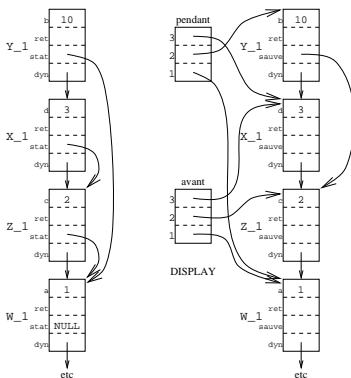 b 10
ret
Y_1
stat
dyn
d 3
ret
X_1
stat
dyn
c 2
ret
Z_1
stat
dyn
a 1
ret
W_1
stat NULL
dyn
etc
pendant
3
2
1
avant
3
2
1
DISPLAY
b 10
ret
Y_1
sauve
dyn
d 3
ret
X_1
sauve
dyn
c 2
ret
Z_1
sauve
dyn
a 1
ret
W_1
sauve
dyn
etc